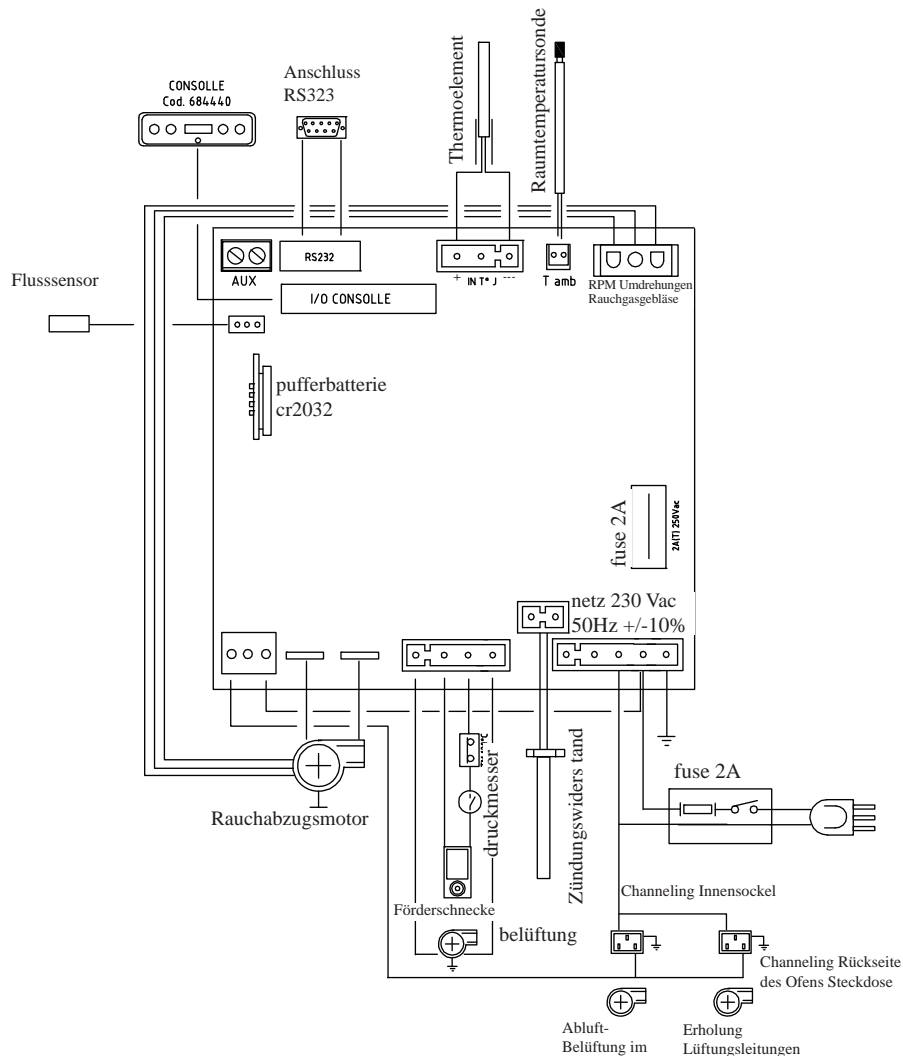 CONSOLLE
Cod. 684440
Anschluss
RS323
Thermoelement
Raumtemperatursonde
AUX
RS232
+ IN T° J ---
T amb
RPM Umdrehungen
Rauchgasgebläse
Flusssensor
I/O CONSOLLE
pufferbatterie
cr2032
fuse 2A
2A(T) 250Vac
netz 230 Vac
50Hz +/-10%
Rauchabzugsmotor
druckmesser
Zündungswiders tand
fuse 2A
Förderschnecke
belüftung
Channeling Innensockel
Channeling Rückseite
des Ofens Steckdose
Abluft-
Belüftung im
Erholung
Lüftungsleitungen